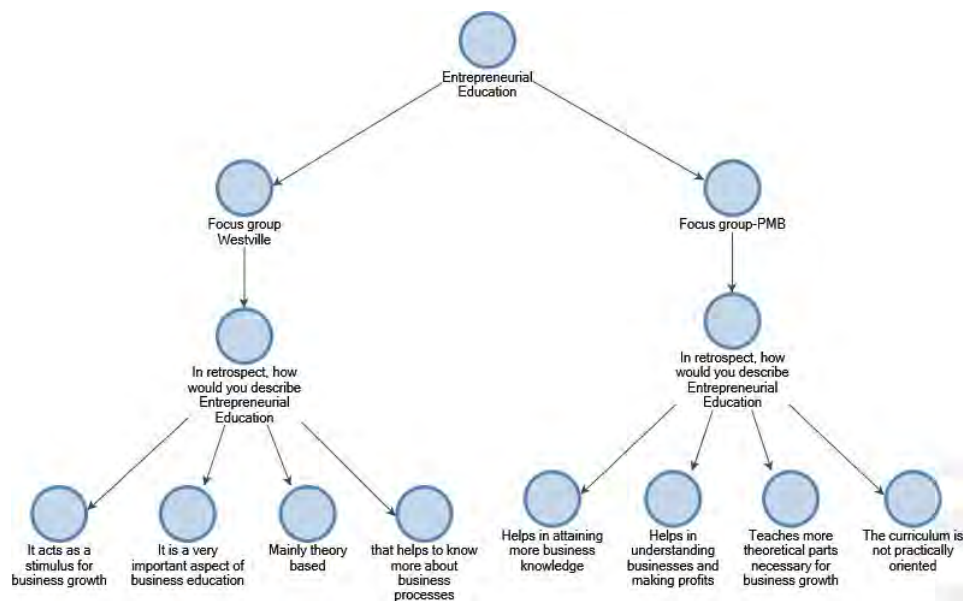 Entrepreneurial
Education
Focus group
Westville
Focus group-PMB
In retrospect, how
would you describe
Entrepreneurial
Education
In retrospect, how
would you describe
Entrepreneurial
Education
It acts as a
stimulus for
business growth
It is a very
important aspect of
business education
Mainly theory
based
that helps to know
more about
business
processes
Helps in attaining
more business
knowledge
Helps in
understanding
businesses and
making profits
Teaches more
theoretical parts
necessary for
business growth
The curriculum is
not practically
oriented